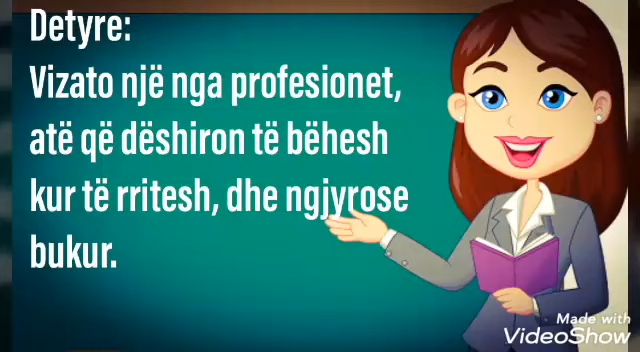 Detyre:
Vizato një nga profesionet,
atë që dëshiron të bëhesh
kur të rritesh, dhe ngjyrose
bukur.
Made with
VideoShow